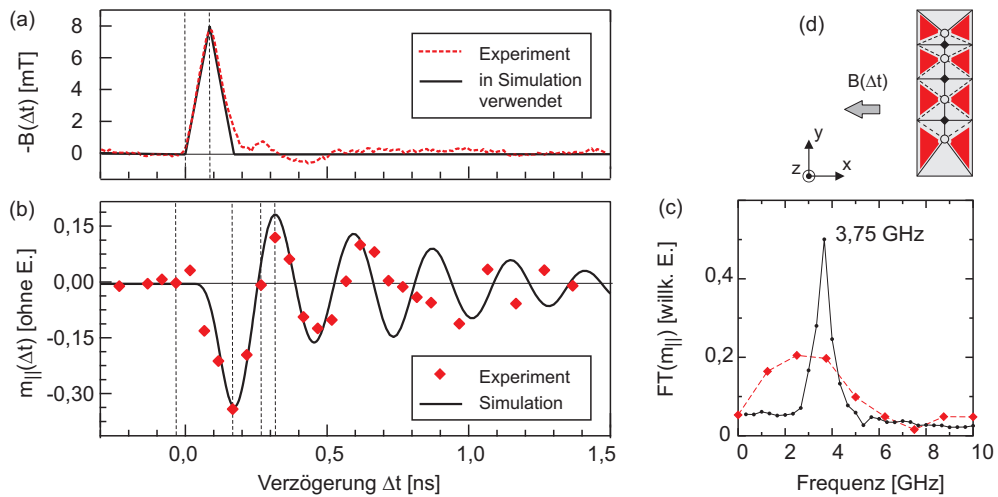 (a)
8
6
4
2
0
-B(Δt) [mT]
Experiment
in Simulation
verwendet
(b)
0,15
0,00
-0,15
-0,30
m||(Δt) [ohne E.]
Experiment
Simulation
0,0
0,5
1,0
1,5
Verzögerung Δt [ns]
(d)
B(Δt)
y
z
x
(c)
3,75 GHz
0,4
0,2
0
FT(m||) [willk. E.]
0 2 4 6 8 10
Frequenz [GHz]